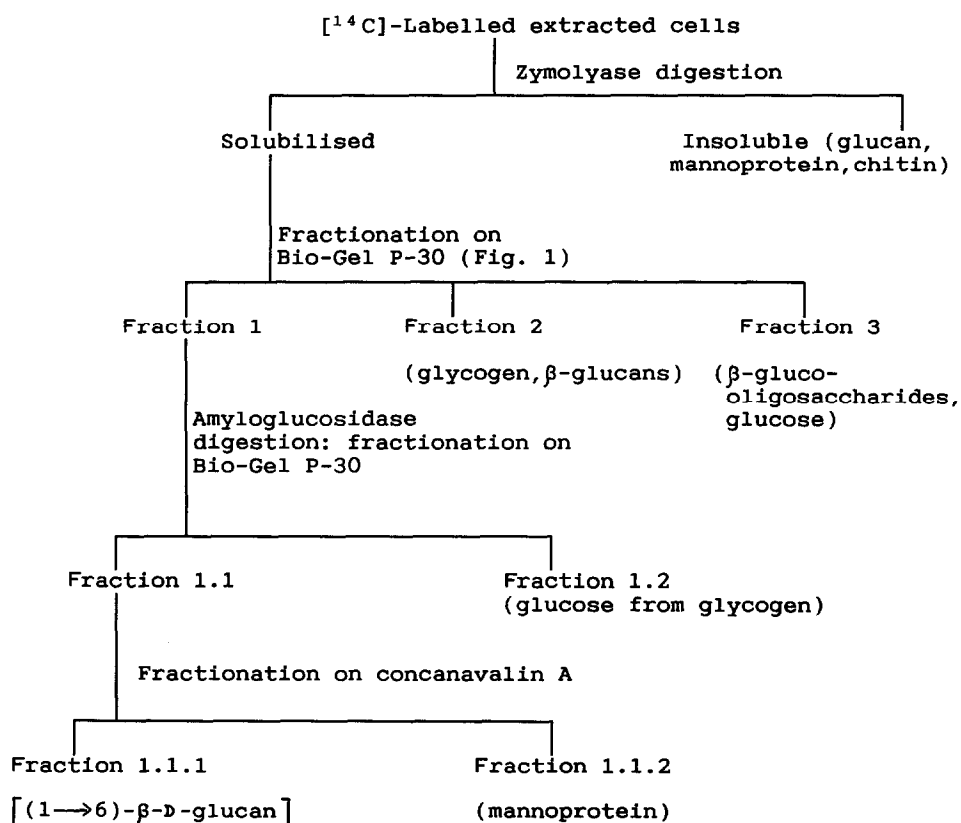 [¹⁴C]-Labelled extracted cells
Zymolyase digestion
Solubilised
Insoluble (glucan,
mannoprotein,chitin)
Fractionation on
Bio-Gel P-30 (Fig. 1)
Fraction 1
Fraction 2
Fraction 3
(glycogen,β-glucans)
(β-gluco-
oligosaccharides,
glucose)
Amyloglucosidase
digestion: fractionation on
Bio-Gel P-30
Fraction 1.1
Fraction 1.2
(glucose from glycogen)
Fractionation on concanavalin A
Fraction 1.1.1
Fraction 1.1.2
[(1→6)-β-D-glucan]
(mannoprotein)